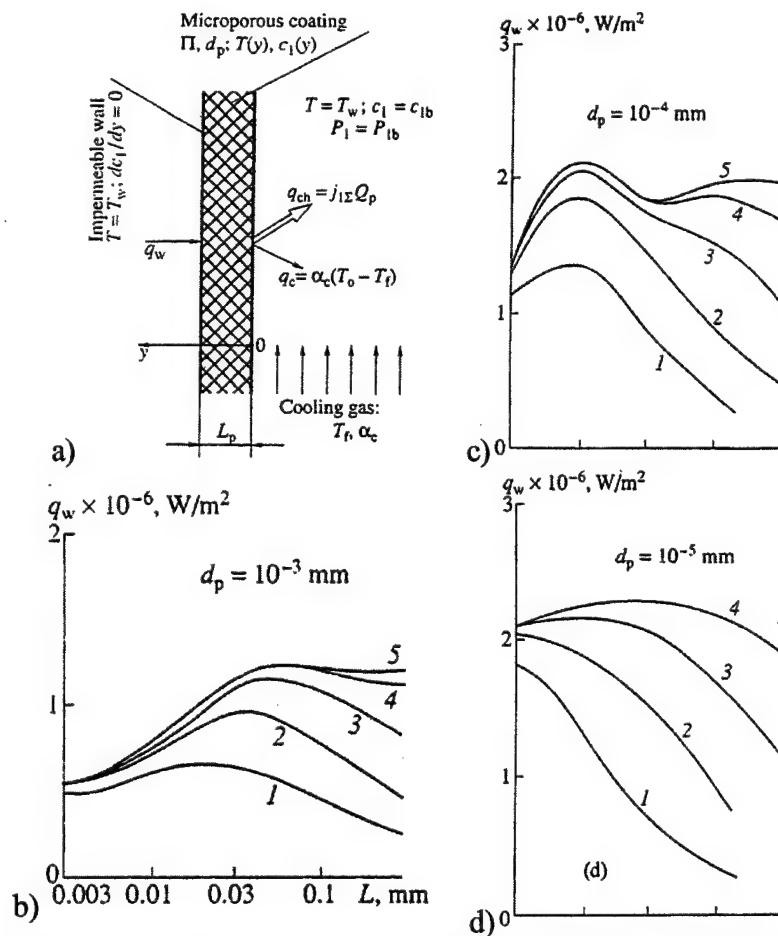 Microporous coating
Π, d_p; T(y), c_1(y)
Impermeable wall
T = T_w; dc_1/dy = 0
T = T_w; c_1 = c_1b
P_1 = P_1b
q_ch = j_1Σ Q_p
q_w
q_c = α_c(T_o − T_f)
y
0
Cooling gas:
T_f, α_c
L_p
a)
q_w × 10^−6, W/m^2
2
d_p = 10^−3 mm
5
4
1
3
2
1
0
0.003 0.01 0.03 0.1 L, mm
b)
q_w × 10^−6, W/m^2
3
d_p = 10^−4 mm
5
2
4
3
1
2
1
0
c)
q_w × 10^−6, W/m^2
3
d_p = 10^−5 mm
4
2
3
2
1
1
(d)
0
d)